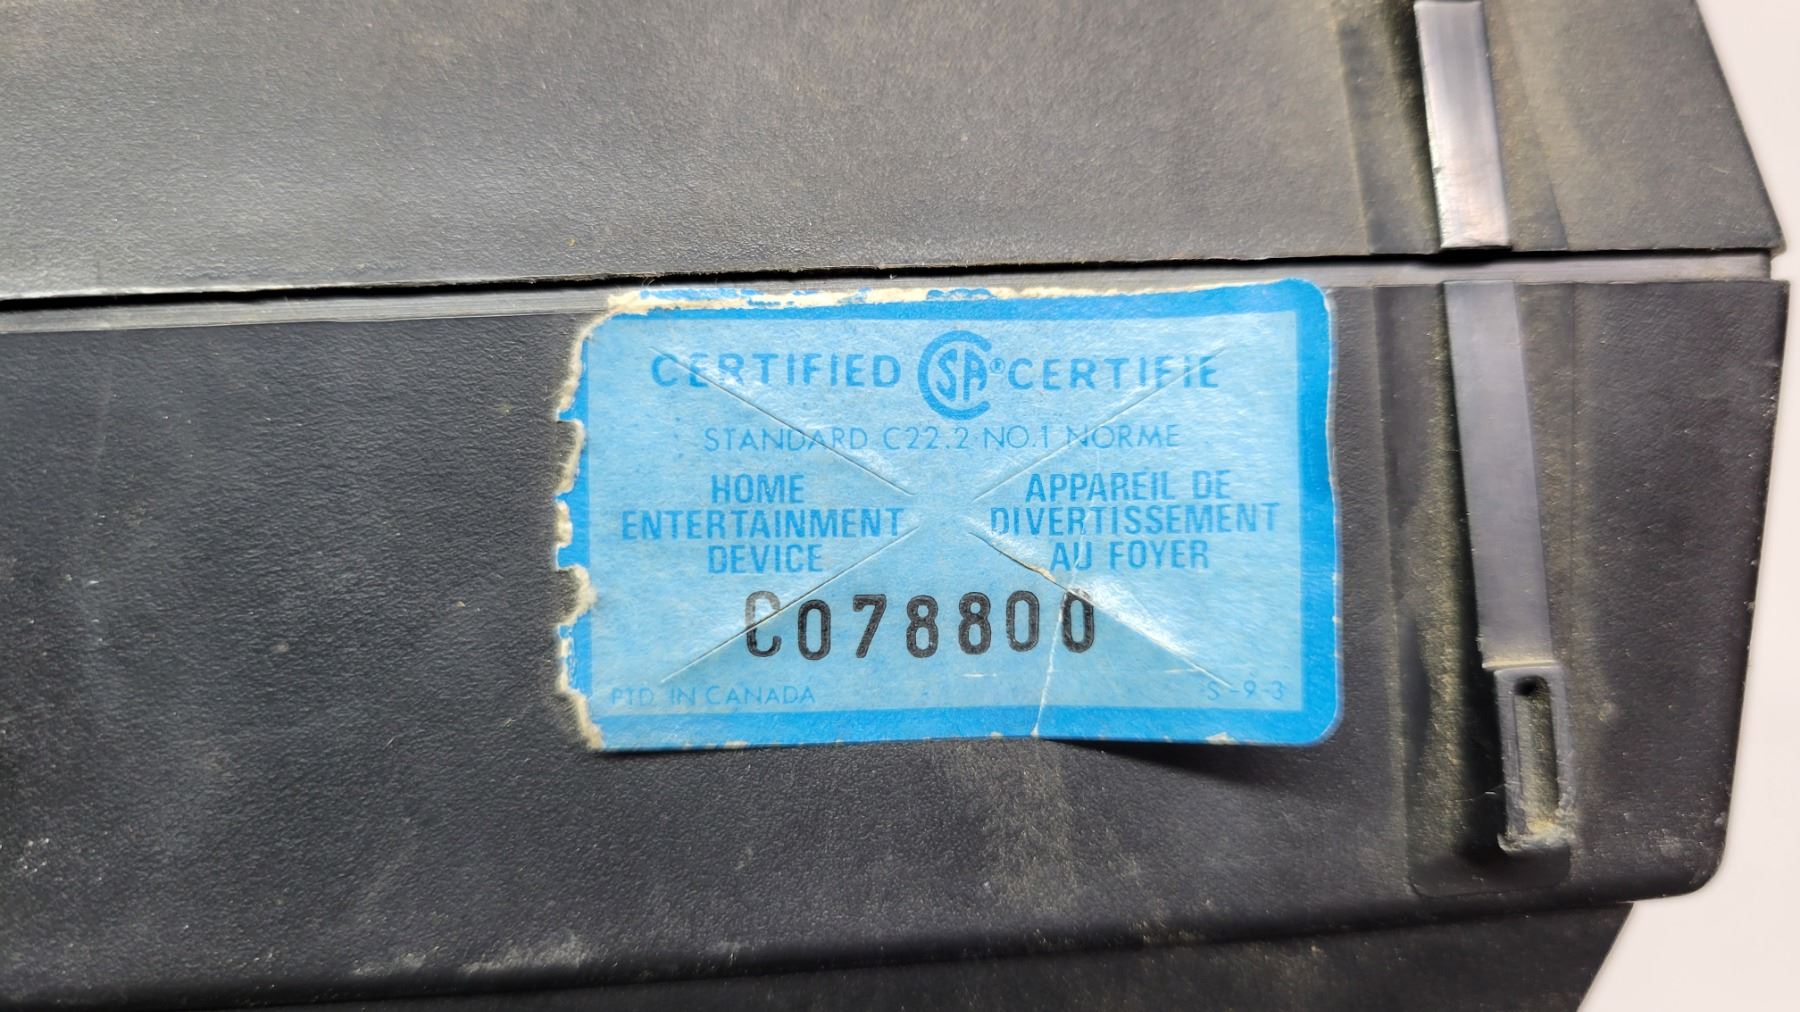 CERTIFIED CSA® CERTIFIE
STANDARD C22.2 NO.1 NORME
HOME
ENTERTAINMENT
DEVICE
APPAREIL DE
DIVERTISSEMENT
AU FOYER
C078800
PTD. IN CANADA
S-9-3